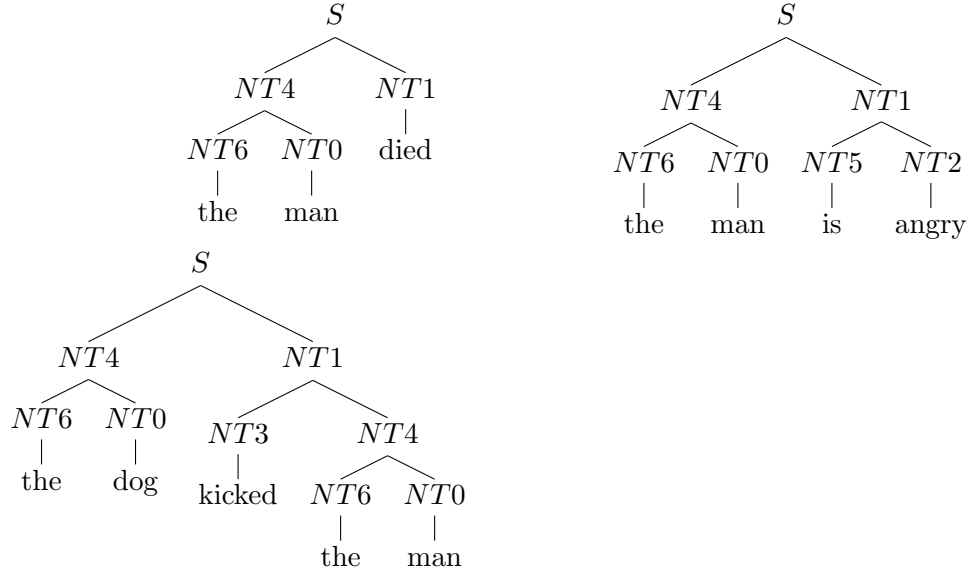 S S
NT4 NT1 NT4 NT1
NT6 NT0 died NT6 NT0 NT5 NT2
the man the man is angry
S
NT4 NT1
NT6 NT0 NT3 NT4
the dog kicked NT6 NT0
the man